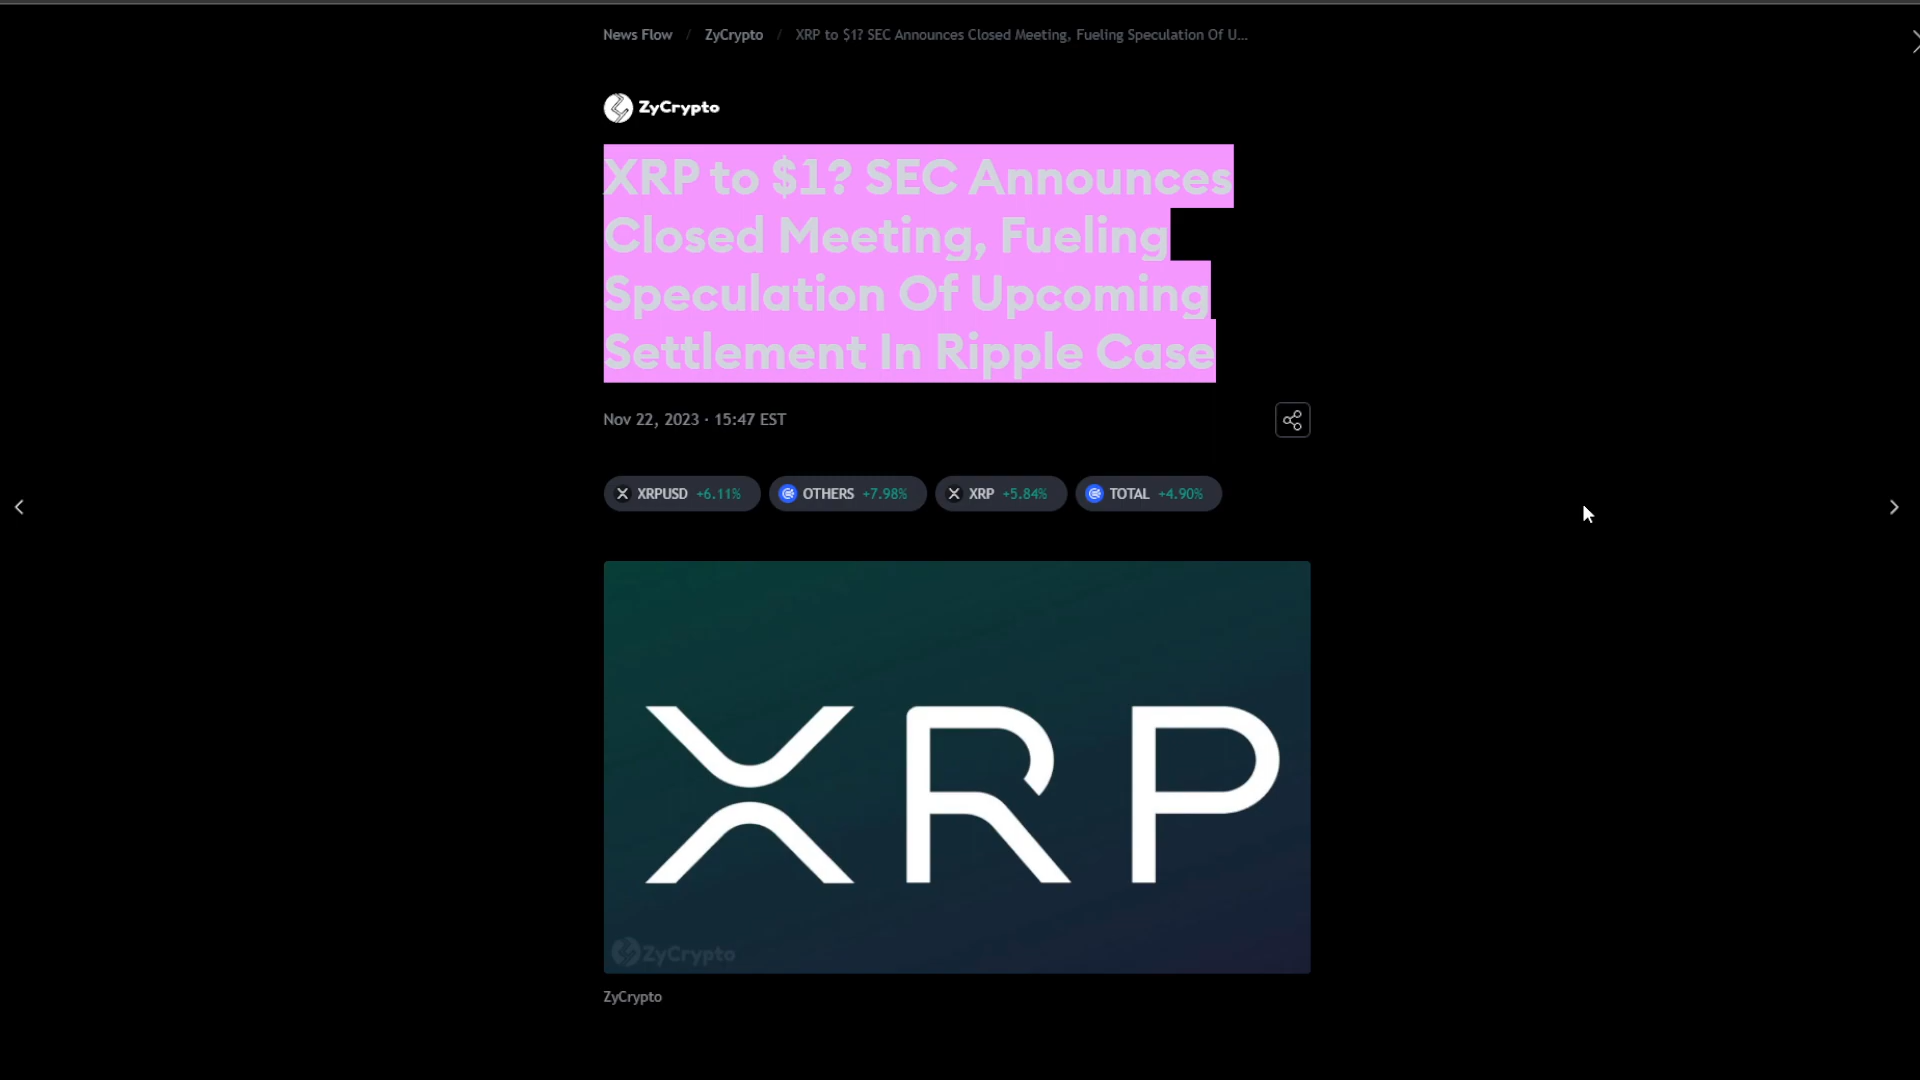 News Flow / ZyCrypto / XRP to $1? SEC Announces Closed Meeting, Fueling Speculation Of U...
ZyCrypto
XRP to $1? SEC Announces
Closed Meeting, Fueling
Speculation Of Upcoming
Settlement In Ripple Case
Nov 22, 2023 · 15:47 EST
XRPUSD +6.11% OTHERS +7.98% XRP +5.84% TOTAL +4.90%
XRP
ZyCrypto
ZyCrypto